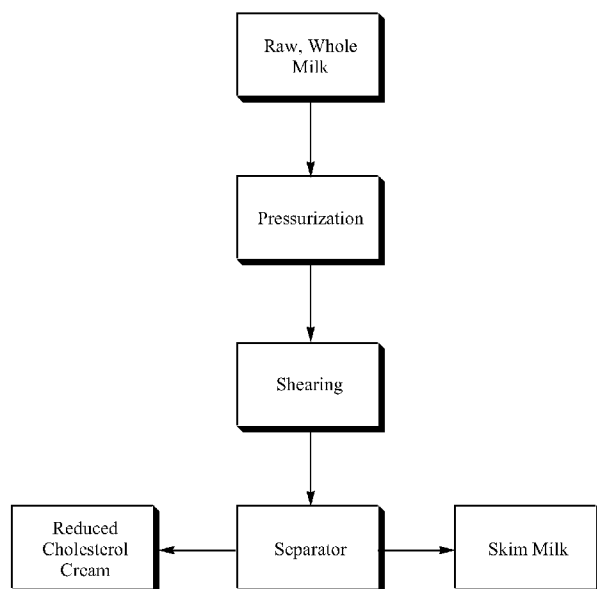 Raw, Whole
Milk
Pressurization
Shearing
Reduced
Cholesterol
Cream
Separator
Skim Milk